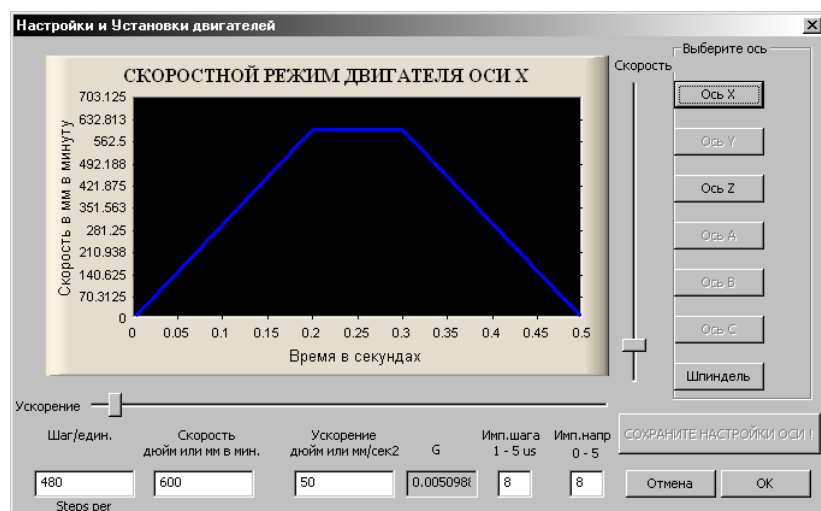 Настройки и Установки двигателей
Выберите ось
Скорость
СКОРОСТНОЙ РЕЖИМ ДВИГАТЕЛЯ ОСИ X
703.125
632.813
562.5
492.188
421.875
351.563
281.25
210.938
140.625
70.3125
0
Скорость в мм в минуту
0 0.05 0.1 0.15 0.2 0.25 0.3 0.35 0.4 0.45 0.5
Время в секундах
Ось X
Ось Y
Ось Z
Ось A
Ось B
Ось C
Шпиндель
Ускорение
Шаг/един.
Скорость
дюйм или мм в мин.
Ускорение
дюйм или мм/сек2
G
Имп.шага
1 - 5 us
Имп.напр
0 - 5
СОХРАНИТЕ НАСТРОЙКИ ОСИ !
480
600
50
0.005098
8
8
Отмена
OK
Steps per